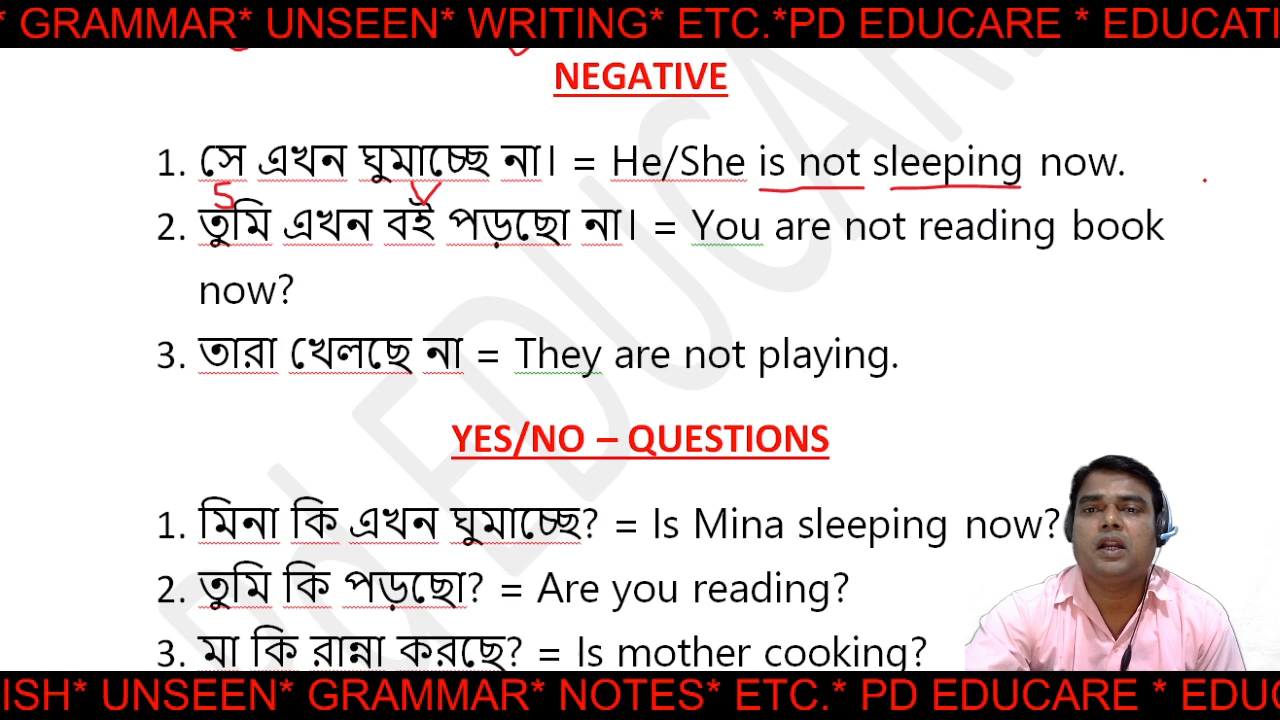 * GRAMMAR* UNSEEN* WRITING* ETC.*PD EDUCARE * EDUCATI
NEGATIVE
1. সে এখন ঘুমাচ্ছে না। = He/She is not sleeping now.
S V
2. তুমি এখন বই পড়ছো না। = You are not reading book
now?
3. তারা খেলছে না = They are not playing.
YES/NO – QUESTIONS
1. মিনা কি এখন ঘুমাচ্ছে? = Is Mina sleeping now?
2. তুমি কি পড়ছো? = Are you reading?
3. মা কি রান্না করছে? = Is mother cooking?
ISH* UNSEEN* GRAMMAR* NOTES* ETC.* PD EDUCARE * EDUC
PD EDUCARE